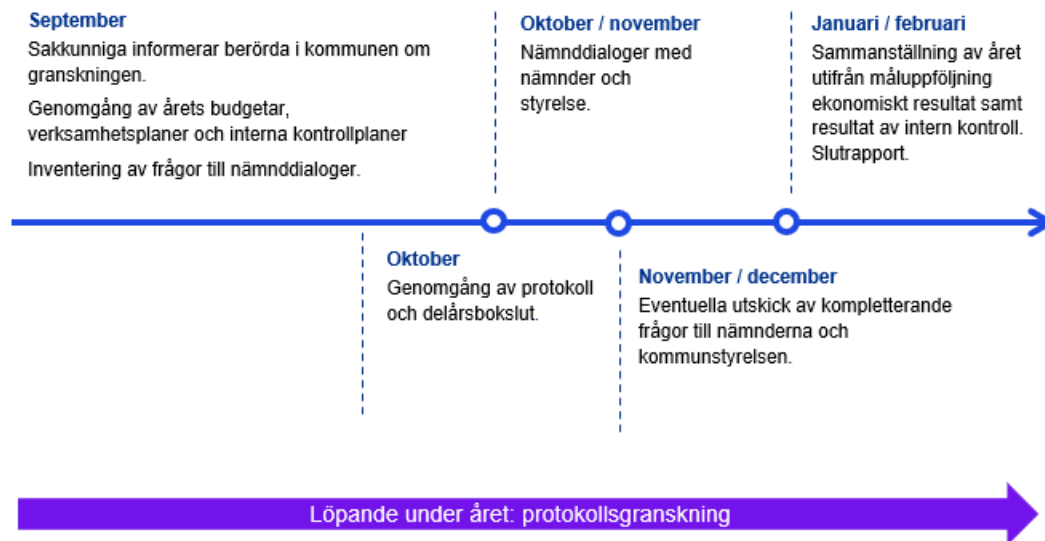 September
Sakkunniga informerar berörda i kommunen om
granskningen.
Genomgång av årets budgetar,
verksamhetsplaner och interna kontrollplaner
Inventering av frågor till nämnddialoger.
Oktober / november
Nämnddialoger med
nämnder och
styrelse.
Januari / februari
Sammanställning av året
utifrån måluppföljning
ekonomiskt resultat samt
resultat av intern kontroll.
Slutrapport.
Oktober
Genomgång av protokoll
och delårsbokslut.
November / december
Eventuella utskick av kompletterande
frågor till nämnderna och
kommunstyrelsen.
Löpande under året: protokollsgranskning